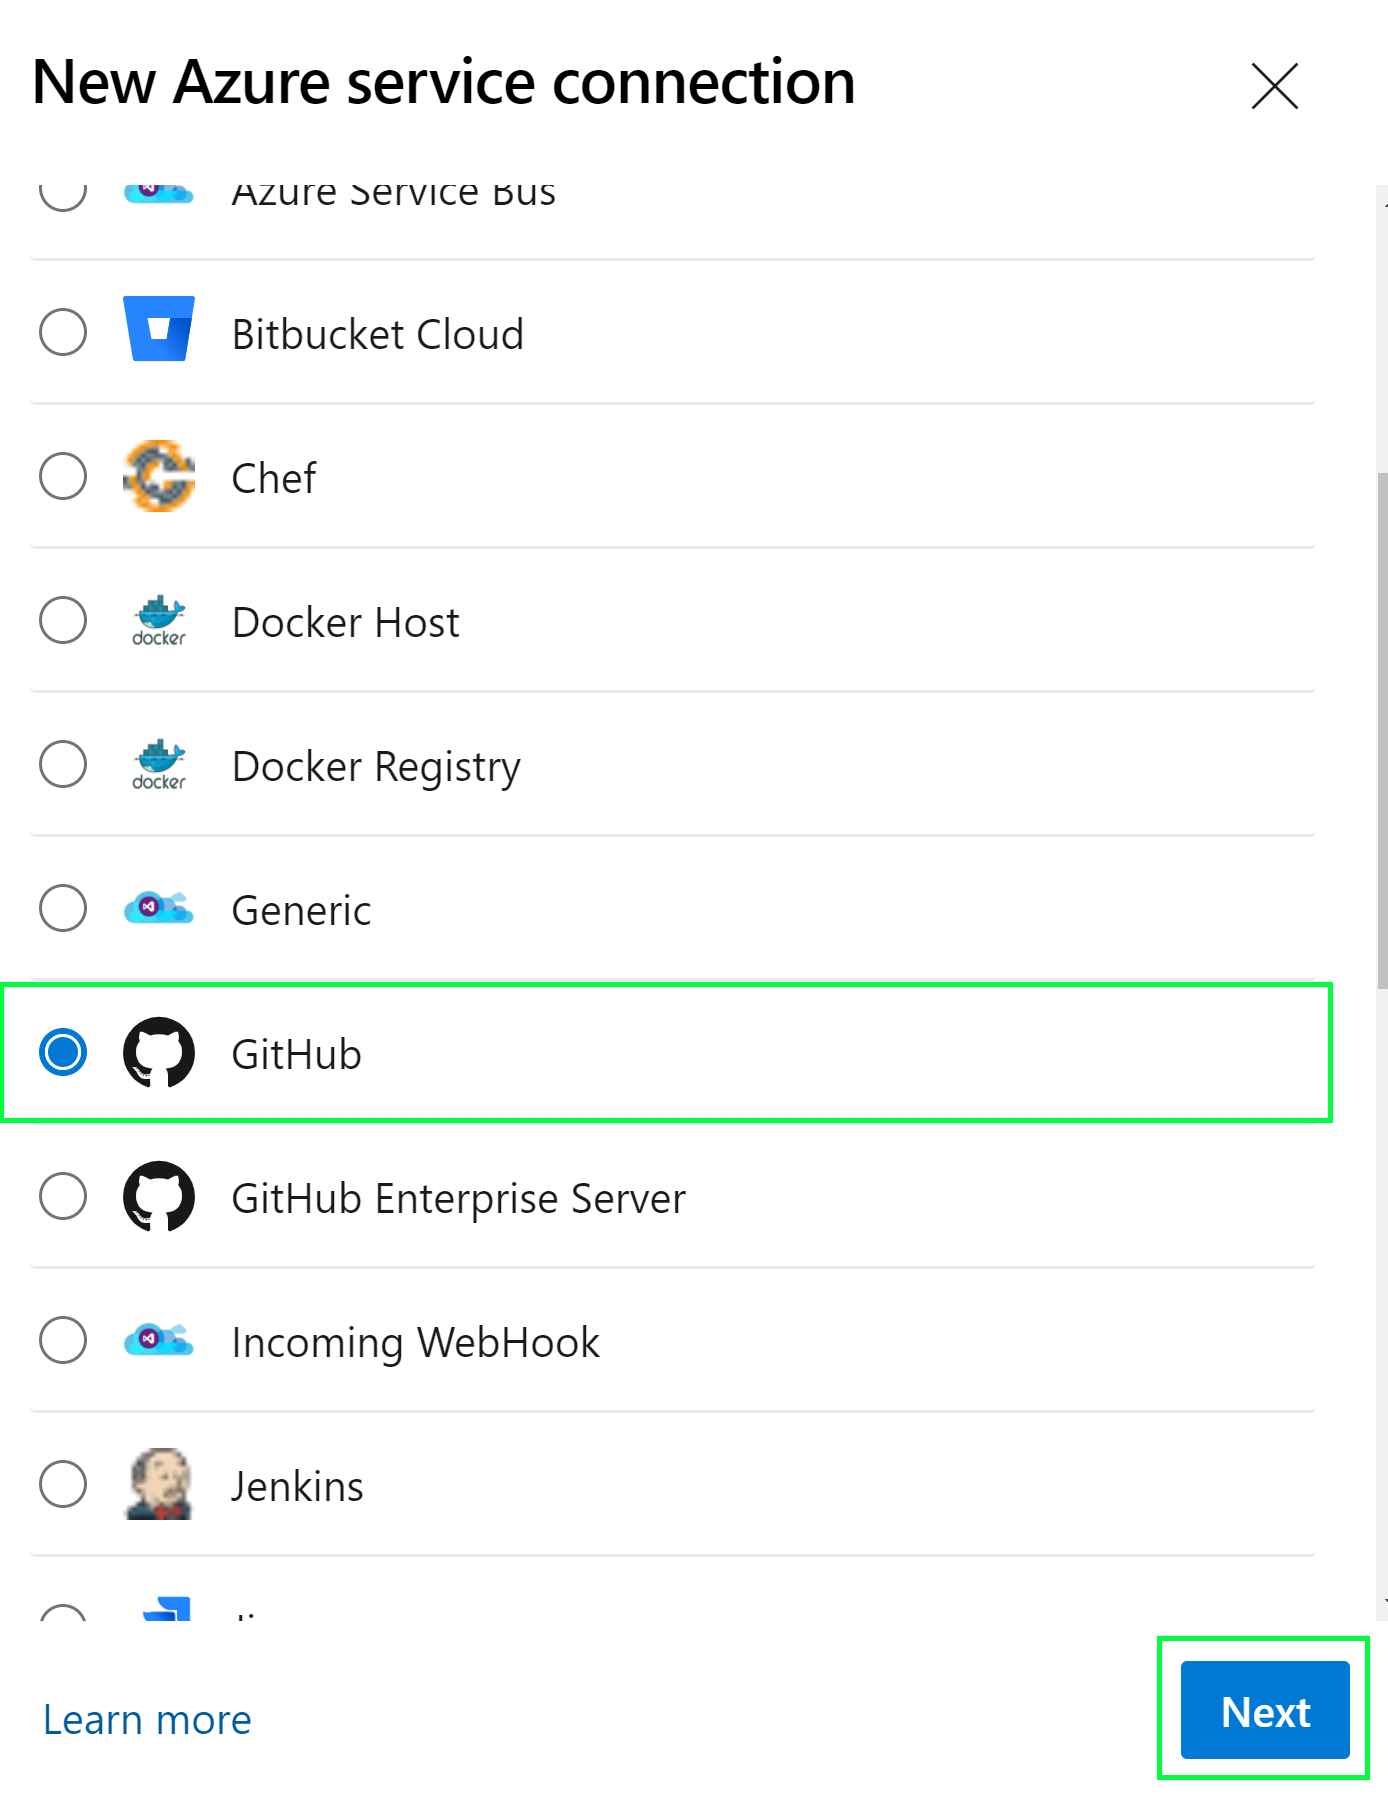 New Azure service connection
Azure Service Bus
Bitbucket Cloud
Chef
docker
Docker Host
docker
Docker Registry
Generic
GitHub
GitHub Enterprise Server
Incoming WebHook
Jenkins
Learn more
Next